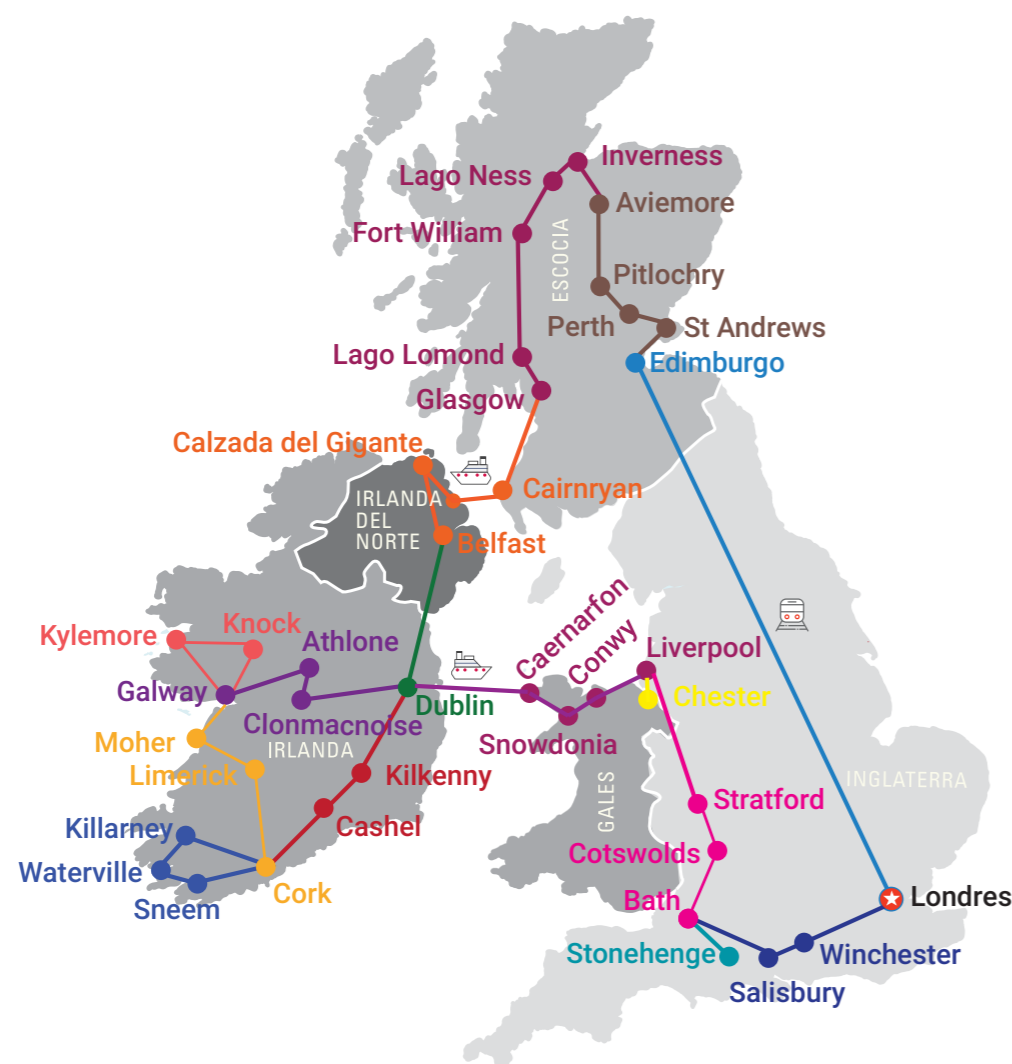 Inverness
Lago Ness
Aviemore
Fort William
ESCOCIA
Pitlochry
Perth
St Andrews
Lago Lomond
Edimburgo
Glasgow
Calzada del Gigante
Cairnryan
IRLANDA
DEL
NORTE
Belfast
Kylemore
Knock
Athlone
Caernarfon
Conwy
Liverpool
Galway
Chester
Dublin
Clonmacnoise
Snowdonia
Moher
IRLANDA
Limerick
Kilkenny
INGLATERRA
GALES
Stratford
Cashel
Killarney
Cotswolds
Waterville
Cork
Sneem
Bath
Londres
Stonehenge
Winchester
Salisbury